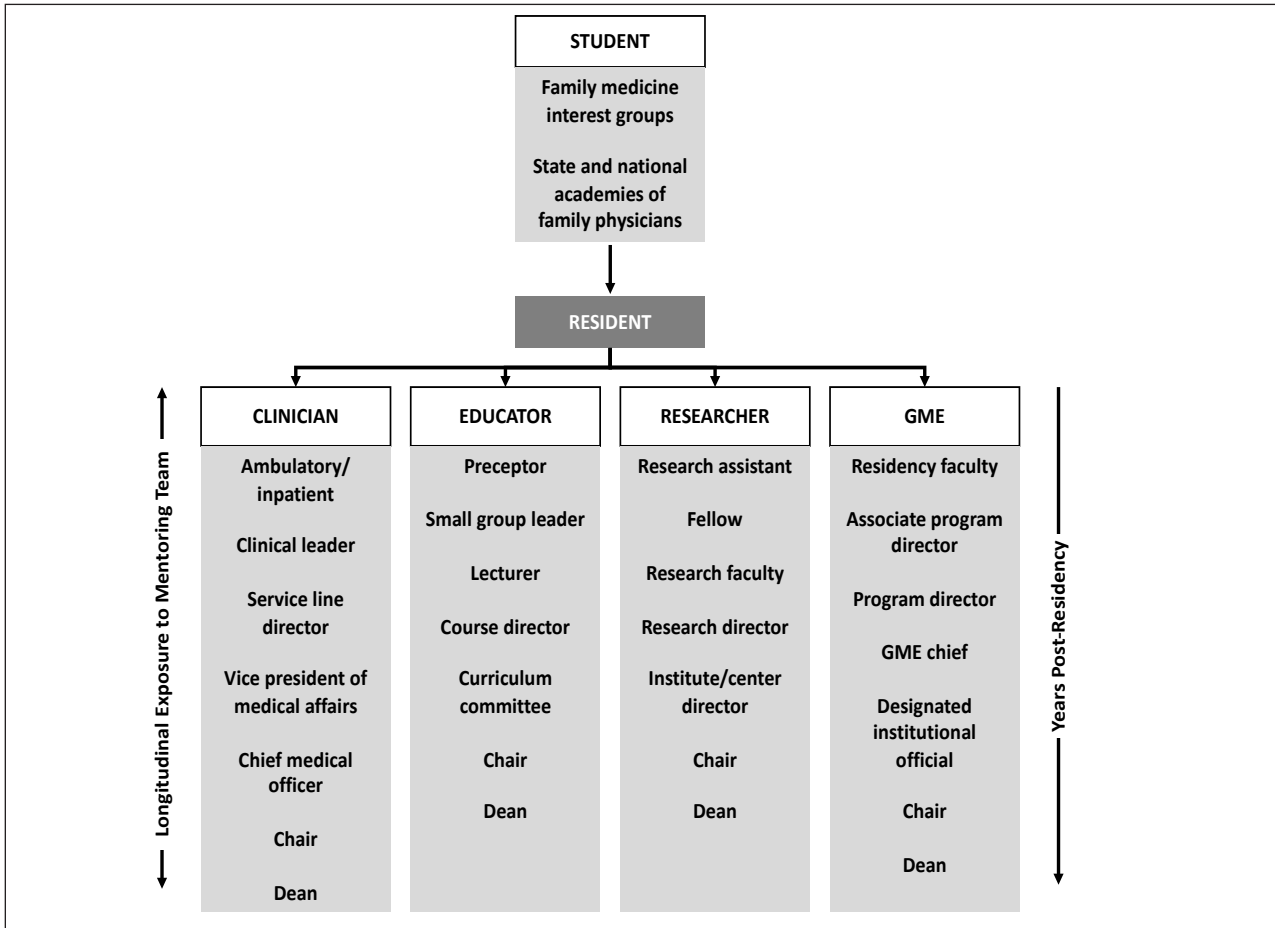 STUDENT
Family medicine
interest groups
State and national
academies of
family physicians
RESIDENT
Longitudinal Exposure to Mentoring Team
CLINICIAN
Ambulatory/
inpatient
Clinical leader
Service line
director
Vice president of
medical affairs
Chief medical
officer
Chair
Dean
EDUCATOR
Preceptor
Small group leader
Lecturer
Course director
Curriculum
committee
Chair
Dean
RESEARCHER
Research assistant
Fellow
Research faculty
Research director
Institute/center
director
Chair
Dean
GME
Residency faculty
Associate program
director
Program director
GME chief
Designated
institutional
official
Chair
Dean
Years Post-Residency